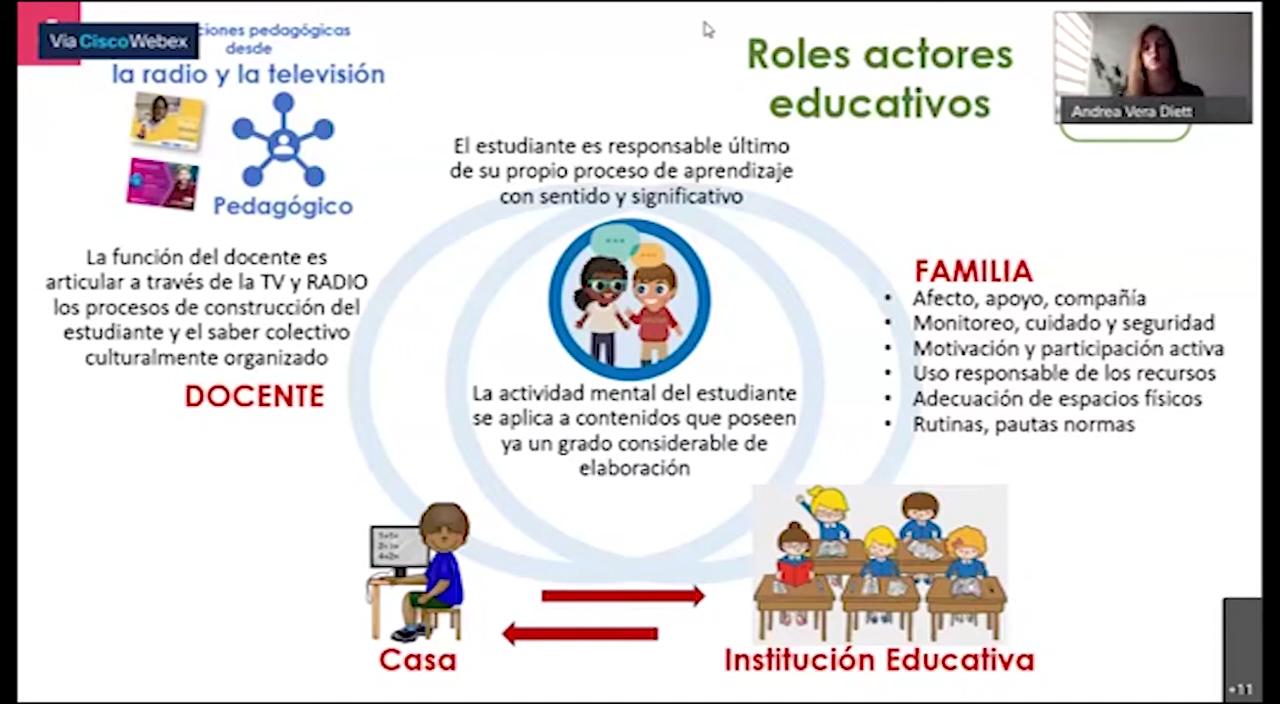 Vía Cisco Webex
ciones pedagógicas
desde
la radio y la televisión
Pedagógico
Roles actores
educativos
Andrea Vera Diett
El estudiante es responsable último
de su propio proceso de aprendizaje
con sentido y significativo
La función del docente es
articular a través de la TV y RADIO
los procesos de construcción del
estudiante y el saber colectivo
culturalmente organizado
DOCENTE
La actividad mental del estudiante
se aplica a contenidos que poseen
ya un grado considerable de
elaboración
FAMILIA
• Afecto, apoyo, compañía
• Monitoreo, cuidado y seguridad
• Motivación y participación activa
• Uso responsable de los recursos
• Adecuación de espacios físicos
• Rutinas, pautas normas
Casa
Institución Educativa
+11